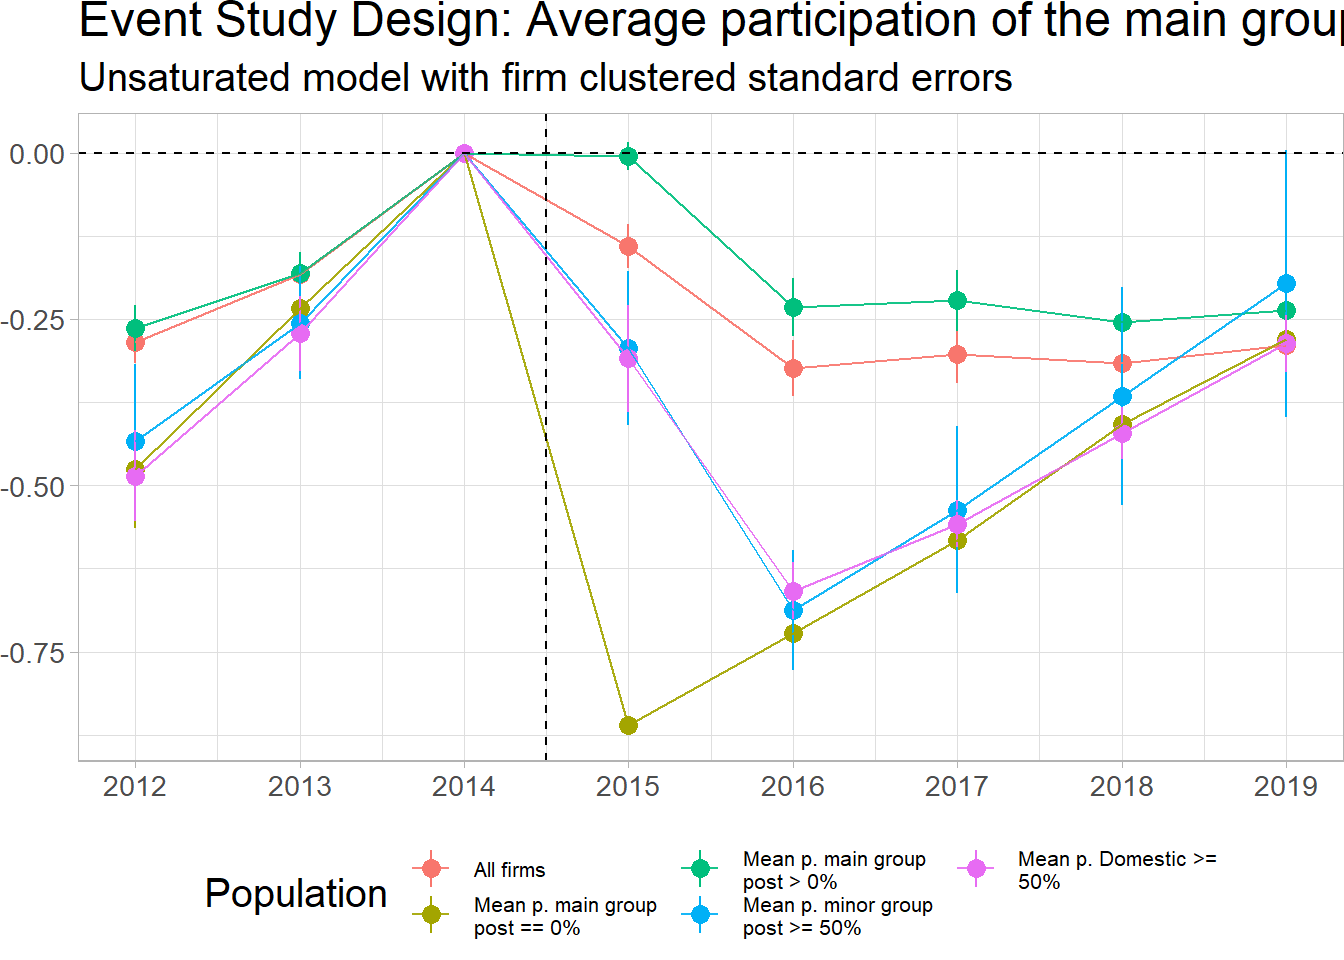 Event Study Design: Average participation of the main group
Unsaturated model with firm clustered standard errors
0.00
-0.25
-0.50
-0.75
2012 2013 2014 2015 2016 2017 2018 2019
Population
All firms
Mean p. main group
post == 0%
Mean p. main group
post > 0%
Mean p. minor group
post >= 50%
Mean p. Domestic >=
50%